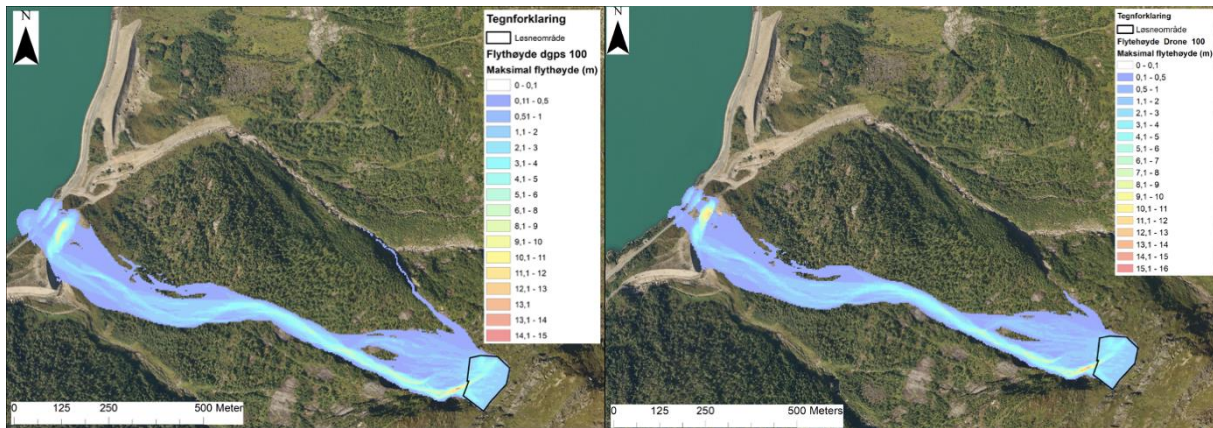 N
Tegnforklaring
Løsneområde
Flythøyde dgps 100
Maksimal flythøyde (m)
0 - 0,1
0,11 - 0,5
0,51 - 1
1,1 - 2
2,1 - 3
3,1 - 4
4,1 - 5
5,1 - 6
6,1 - 8
8,1 - 9
9,1 - 10
10,1 - 11
11,1 - 12
12,1 - 13
13,1
13,1 - 14
14,1 - 15
0 125 250 500 Meter
N
Tegnforklaring
Løsneområde
Flytehøyde Drone 100
Maksimal flytehøyde (m)
0 - 0,1
0,1 - 0,5
0,5 - 1
1,1 - 2
2,1 - 3
3,1 - 4
4,1 - 5
5,1 - 6
6,1 - 7
7,1 - 8
8,1 - 9
9,1 - 10
10,1 - 11
11,1 - 12
12,1 - 13
13,1 - 14
14,1 - 15
15,1 - 16
0 125 250 500 Meters